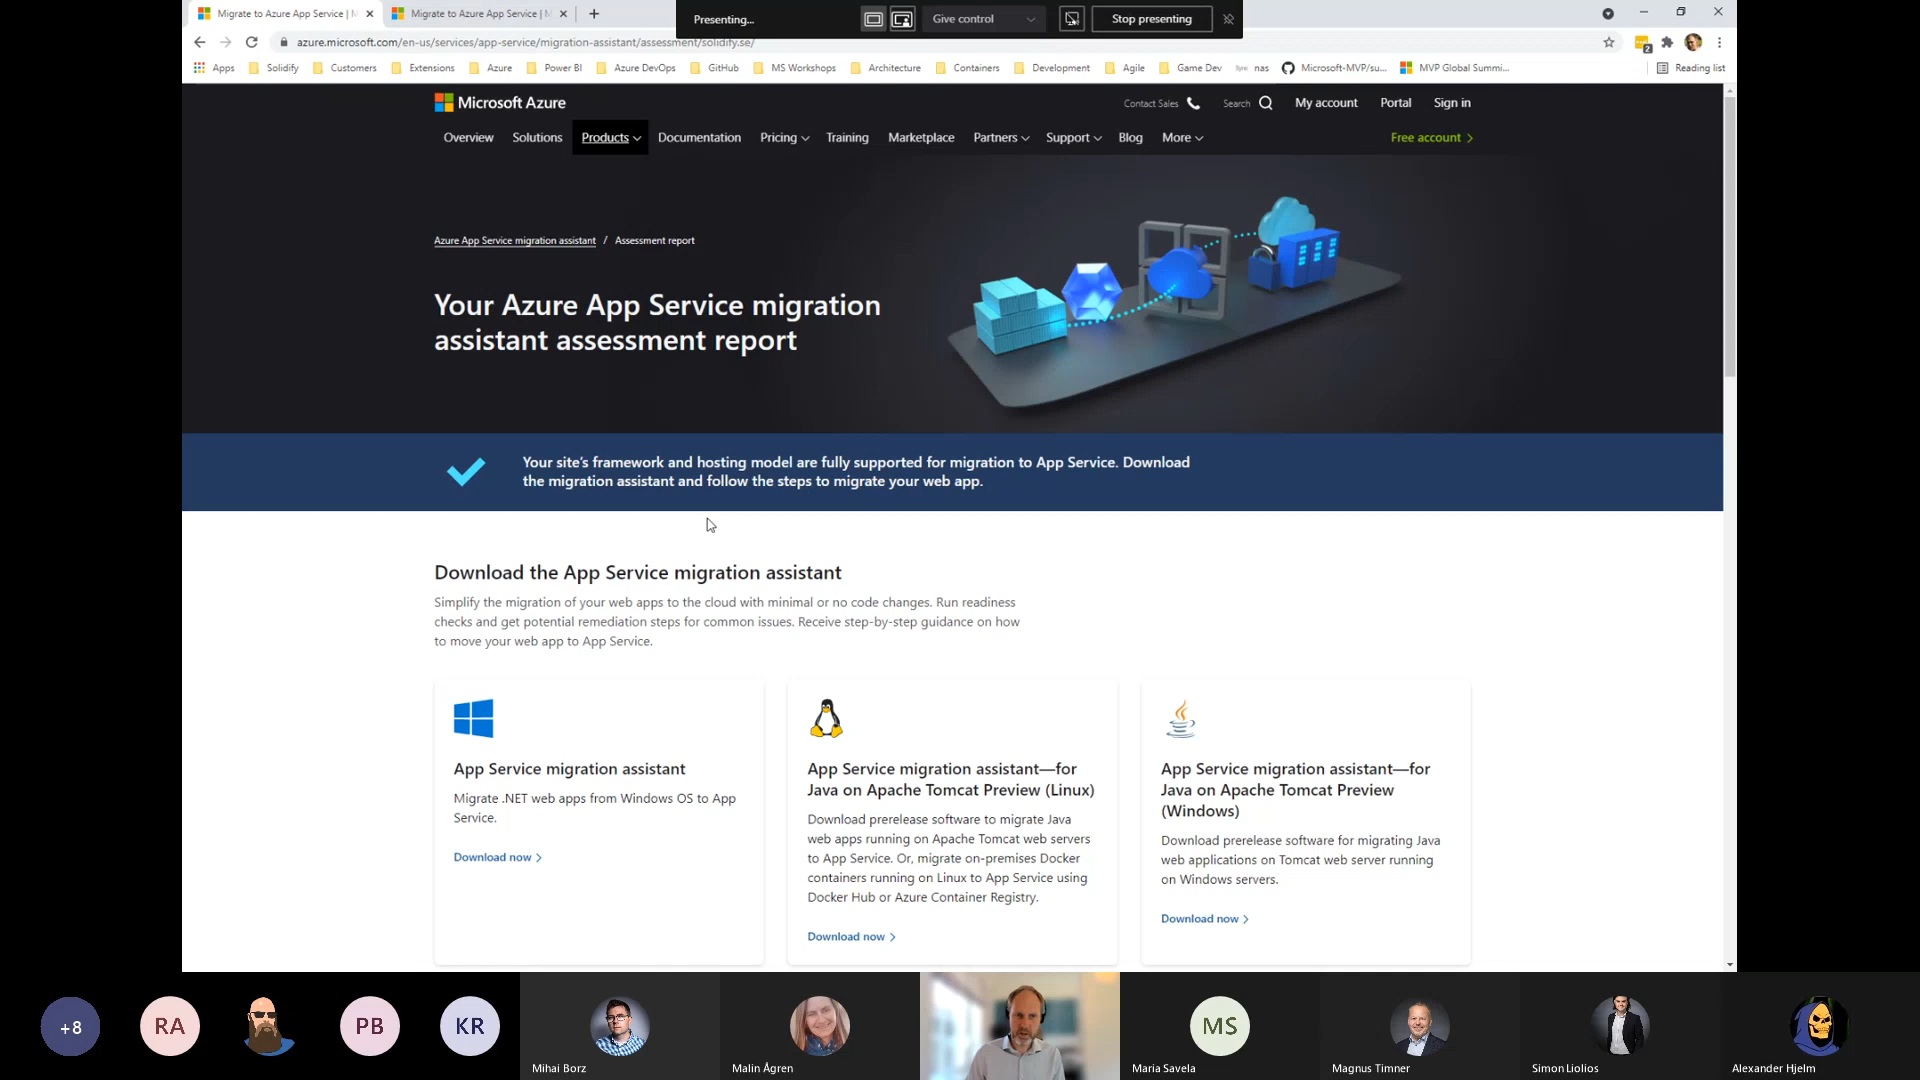 Migrate to Azure App Service | M
Migrate to Azure App Service | M
Presenting...
Give control
Stop presenting
azure.microsoft.com/en-us/services/app-service/migration-assistant/assessment/solidify.se/
2
Apps
Solidify
Customers
Extensions
Azure
Power BI
Azure DevOps
GitHub
MS Workshops
Architecture
Containers
Development
Agile
Game Dev
nas
Microsoft-MVP/su...
MVP Global Summi...
Reading list
Microsoft Azure
Contact Sales
Search
My account
Portal
Sign in
Overview
Solutions
Products
Documentation
Pricing
Training
Marketplace
Partners
Support
Blog
More
Free account
Azure App Service migration assistant / Assessment report
Your Azure App Service migration
assistant assessment report
Your site's framework and hosting model are fully supported for migration to App Service. Download
the migration assistant and follow the steps to migrate your web app.
Download the App Service migration assistant
Simplify the migration of your web apps to the cloud with minimal or no code changes. Run readiness
checks and get potential remediation steps for common issues. Receive step-by-step guidance on how
to move your web app to App Service.
App Service migration assistant
Migrate .NET web apps from Windows OS to App
Service.
Download now
App Service migration assistant—for
Java on Apache Tomcat Preview (Linux)
Download prerelease software to migrate Java
web apps running on Apache Tomcat web servers
to App Service. Or, migrate on-premises Docker
containers running on Linux to App Service using
Docker Hub or Azure Container Registry.
Download now
App Service migration assistant—for
Java on Apache Tomcat Preview
(Windows)
Download prerelease software for migrating Java
web applications on Tomcat web server running
on Windows servers.
Download now
+8
RA
PB
KR
Mihai Borz
Malin Ågren
MS
Maria Savela
Magnus Timner
Simon Liolios
Alexander Hjelm